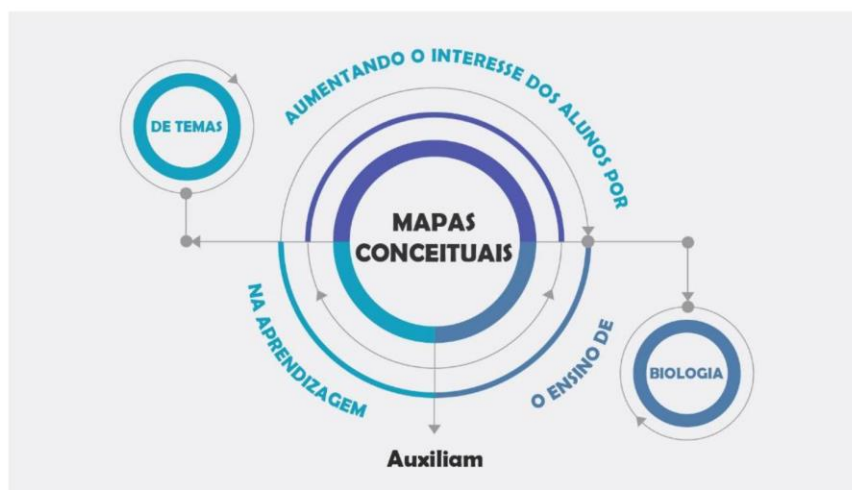 AUMENTANDO O INTERESSE DOS ALUNOS POR
DE TEMAS
MAPAS
CONCEITUAIS
NA APRENDIZAGEM
O ENSINO DE
BIOLOGIA
Auxiliam